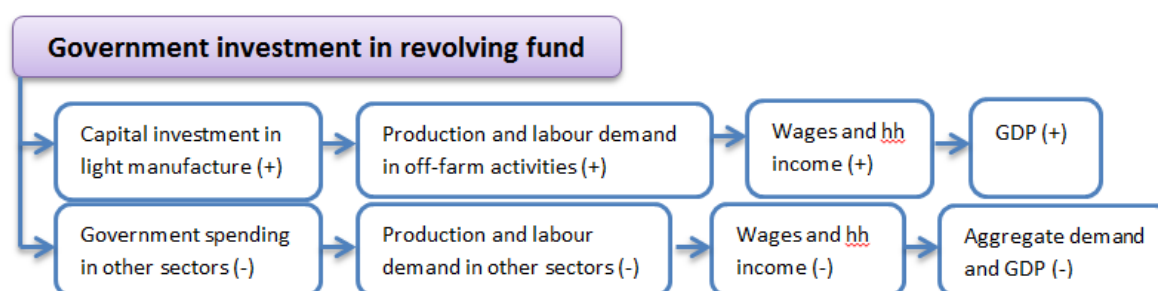 Government investment in revolving fund
Capital investment in
light manufacture (+)
Production and labour demand
in off-farm activities (+)
Wages and hh
income (+)
GDP (+)
Government spending
in other sectors (-)
Production and labour
demand in other sectors (-)
Wages and hh
income (-)
Aggregate demand
and GDP (-)